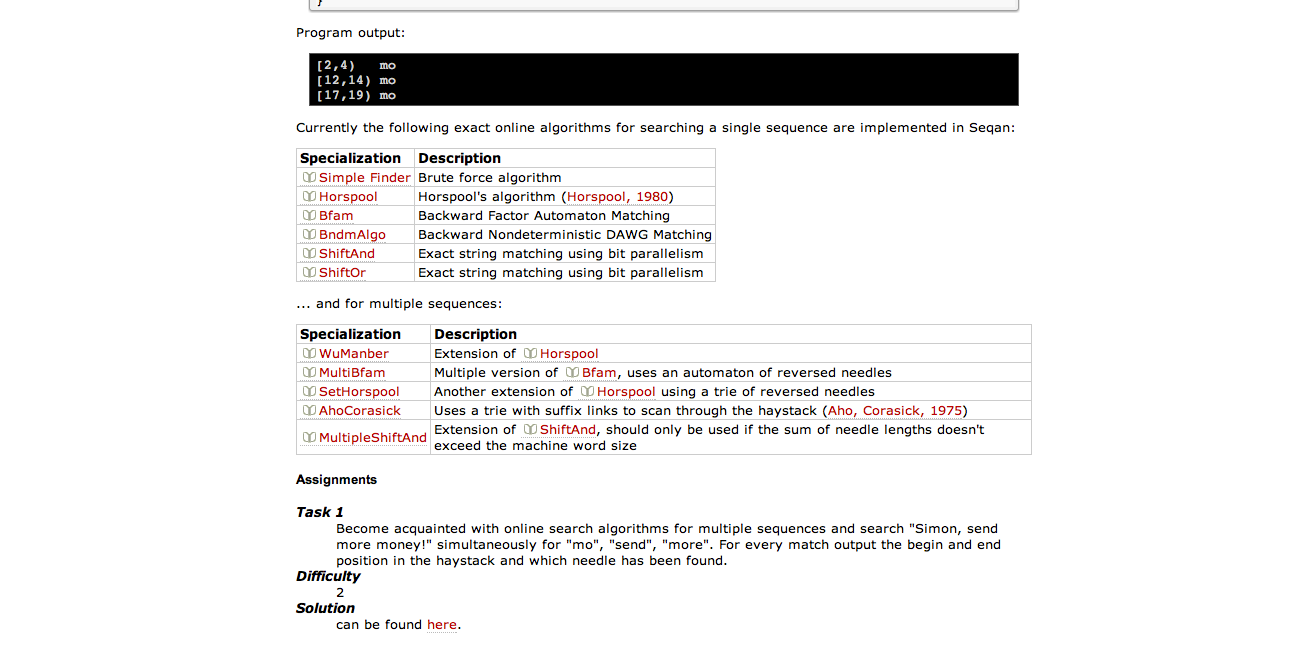 }
Program output:
[2,4)   mo
[12,14) mo
[17,19) mo
Currently the following exact online algorithms for searching a single sequence are implemented in Seqan:
Specialization Description
Simple Finder Brute force algorithm
Horspool Horspool's algorithm (Horspool, 1980)
Bfam Backward Factor Automaton Matching
BndmAlgo Backward Nondeterministic DAWG Matching
ShiftAnd Exact string matching using bit parallelism
ShiftOr Exact string matching using bit parallelism
... and for multiple sequences:
Specialization Description
WuManber Extension of Horspool
MultiBfam Multiple version of Bfam, uses an automaton of reversed needles
SetHorspool Another extension of Horspool using a trie of reversed needles
AhoCorasick Uses a trie with suffix links to scan through the haystack (Aho, Corasick, 1975)
MultipleShiftAnd Extension of ShiftAnd, should only be used if the sum of needle lengths doesn't
exceed the machine word size
Assignments
Task 1
Become acquainted with online search algorithms for multiple sequences and search "Simon, send
more money!" simultaneously for "mo", "send", "more". For every match output the begin and end
position in the haystack and which needle has been found.
Difficulty
2
Solution
can be found here.